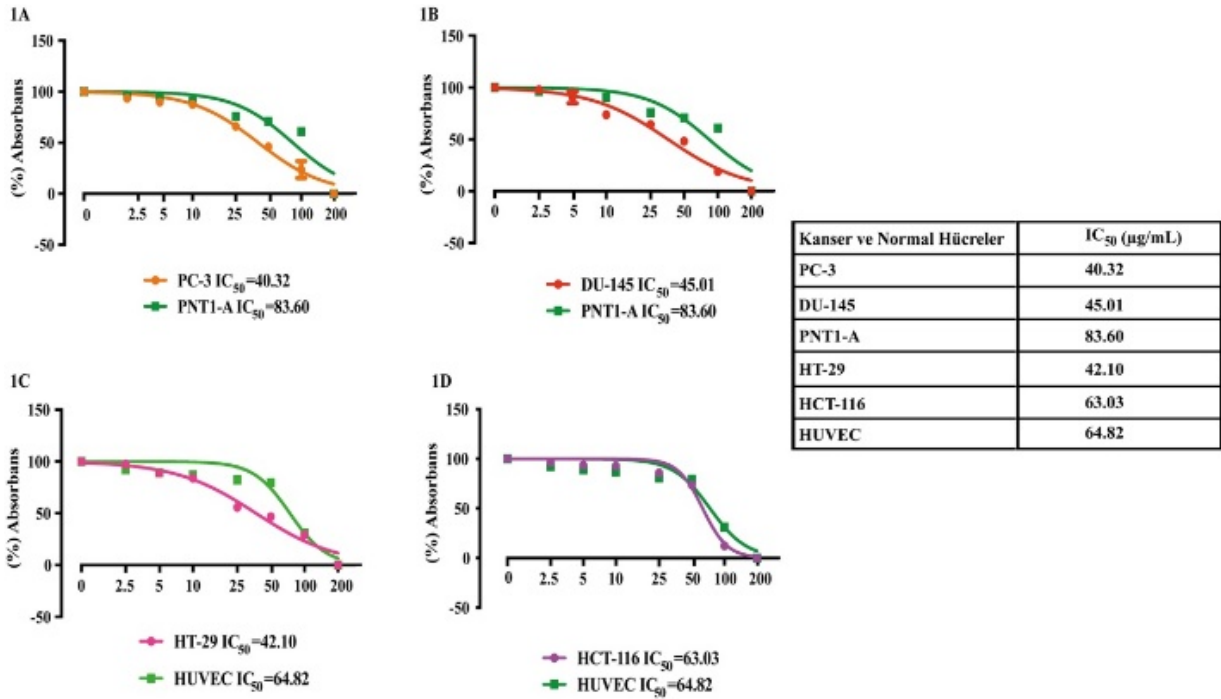 1A
150
100
50
0
-50
(%) Absorbans
0 2.5 5 10 25 50 100 200
PC-3 IC50=40.32
PNT1-A IC50=83.60
1B
150
100
50
0
-50
(%) Absorbans
0 2.5 5 10 25 50 100 200
DU-145 IC50=45.01
PNT1-A IC50=83.60
Kanser ve Normal Hücreler IC50 (µg/mL)
PC-3 40.32
DU-145 45.01
PNT1-A 83.60
HT-29 42.10
HCT-116 63.03
HUVEC 64.82
1C
150
100
50
0
-50
(%) Absorbans
0 2.5 5 10 25 50 100 200
HT-29 IC50=42.10
HUVEC IC50=64.82
1D
150
100
50
0
-50
(%) Absorbans
0 2.5 5 10 25 50 100 200
HCT-116 IC50=63.03
HUVEC IC50=64.82